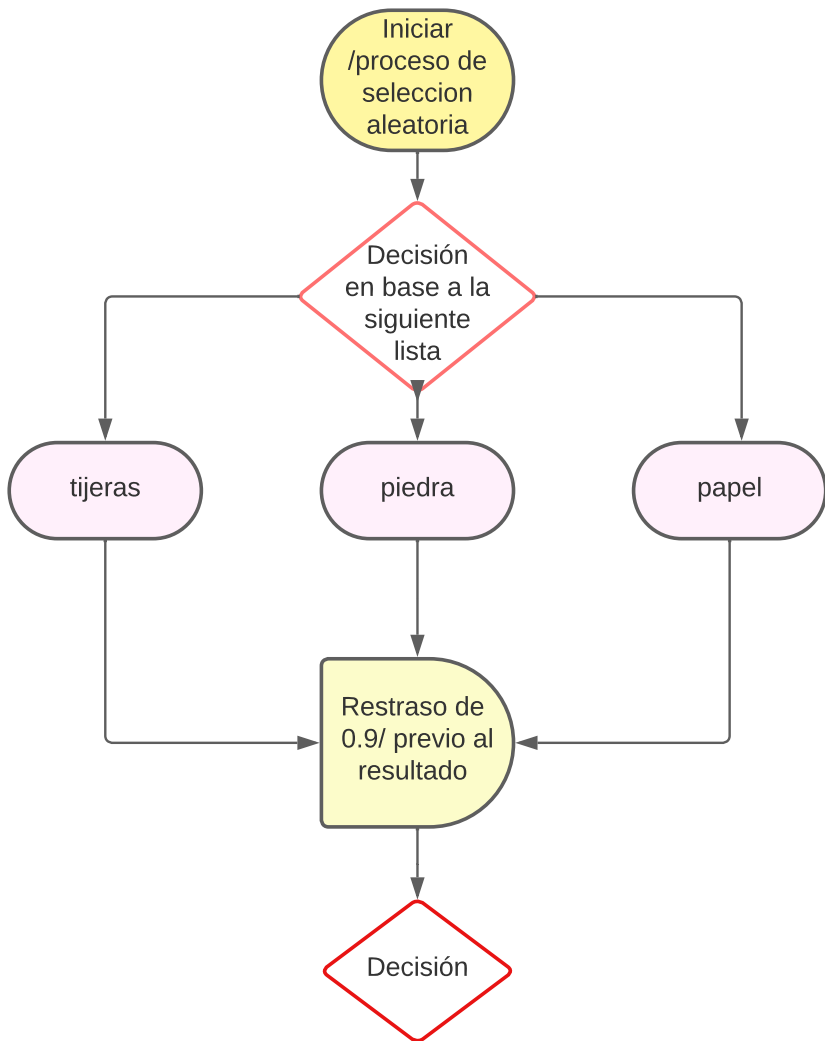 Iniciar
/proceso de
seleccion
aleatoria
Decisión
en base a la
siguiente
lista
tijeras
piedra
papel
Restraso de
0.9/ previo al
resultado
Decisión